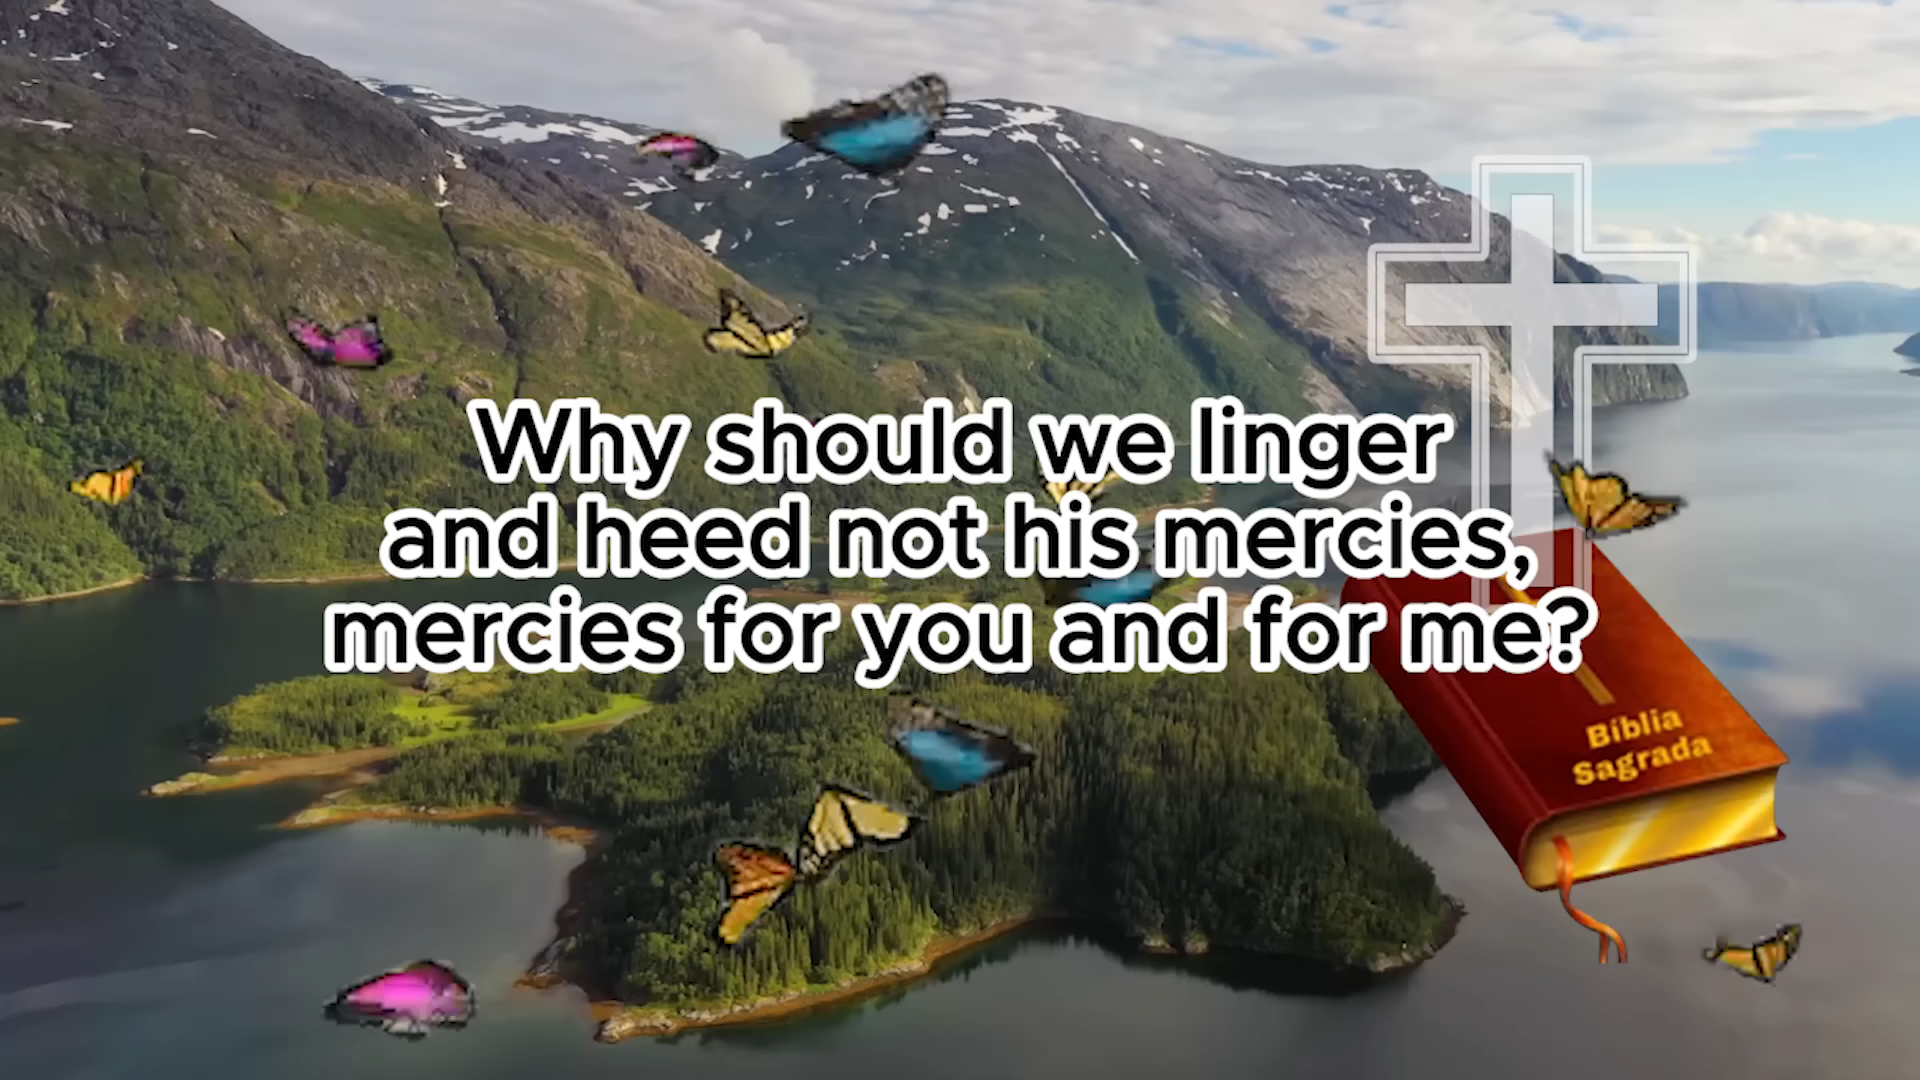 Why should we linger
and heed not his mercies,
mercies for you and for me?
Bíblia
Sagrada